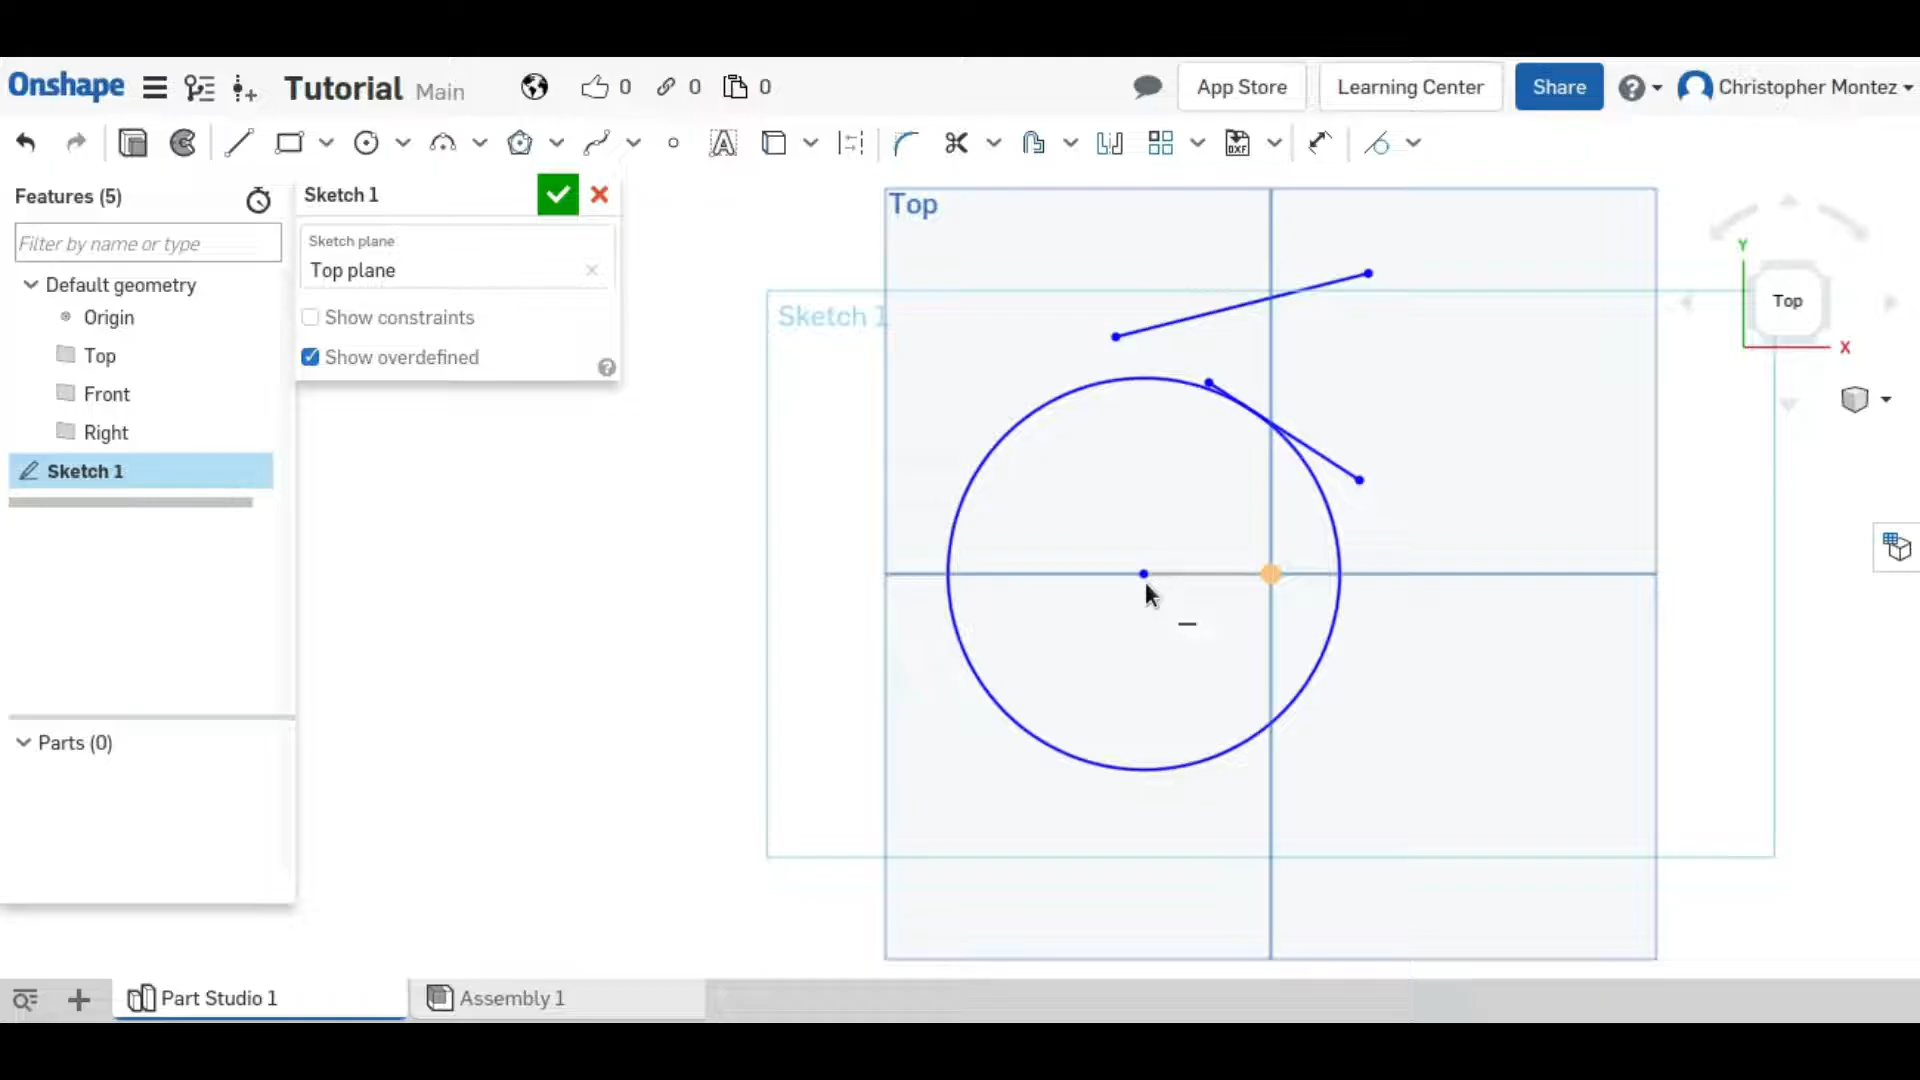 Onshape
Tutorial Main
0
0
0
App Store
Learning Center
Share
?
Christopher Montez
A
DXF
Features (5)
Filter by name or type
Default geometry
Origin
Top
Front
Right
Sketch 1
Parts (0)
Sketch 1
Sketch plane
Top plane
Show constraints
Show overdefined
?
Top
Sketch 1
Y
Top
X
Part Studio 1
Assembly 1